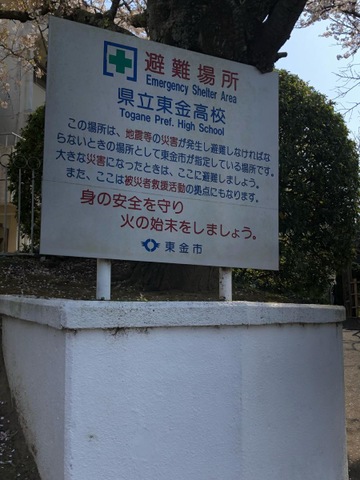 避難場所
Emergency Shelter Area
県立東金高校
Togane Pref. High School
この場所は、地震等の災害が発生し避難しなければな
らないときの場所として東金市が指定している場所です。
大きな災害になったときは、ここに避難しましょう。
また、ここは被災者救援活動の拠点にもなります。
身の安全を守り
火の始末をしましょう。
東金市